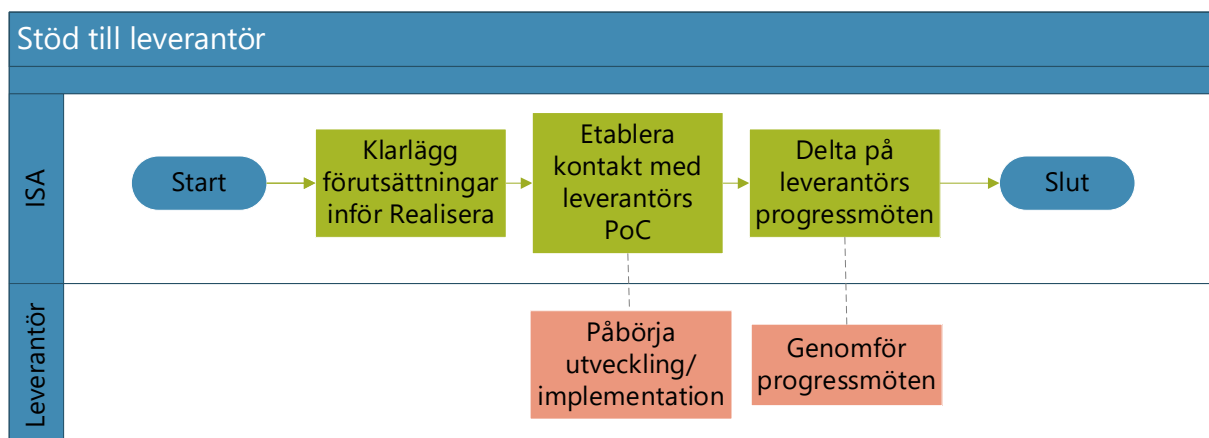 Stöd till leverantör
ISA
Start
Klarlägg
förutsättningar
inför Realisera
Etablera
kontakt med
leverantörs
PoC
Delta på
leverantörs
progressmöten
Slut
Leverantör
Påbörja
utveckling/
implementation
Genomför
progressmöten